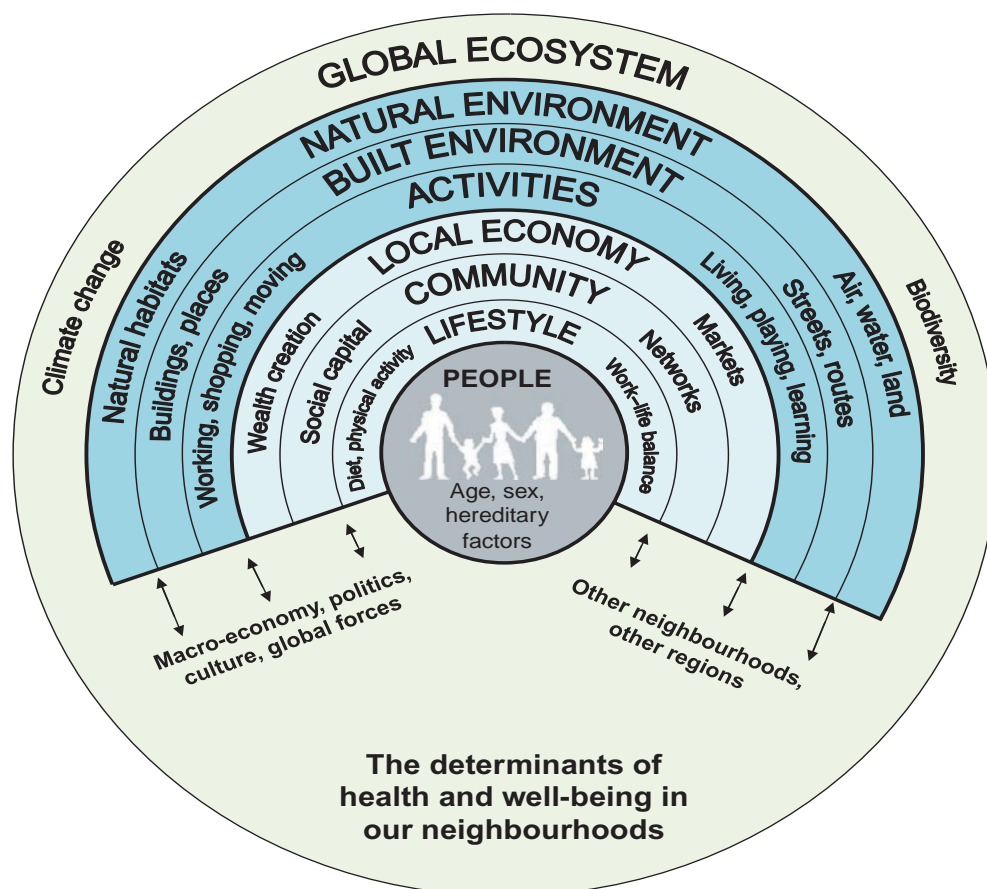 GLOBAL ECOSYSTEM
NATURAL ENVIRONMENT
BUILT ENVIRONMENT
ACTIVITIES
LOCAL ECONOMY
COMMUNITY
LIFESTYLE
PEOPLE
Age, sex,
hereditary
factors
Climate change
Natural habitats
Buildings, places
Working, shopping, moving
Wealth creation
Social capital
Diet, physical activity
Work–life balance
Networks
Markets
Living, playing, learning
Streets, routes
Air, water, land
Biodiversity
Macro-economy, politics,
culture, global forces
Other neighbourhoods,
other regions
The determinants of
health and well-being in
our neighbourhoods